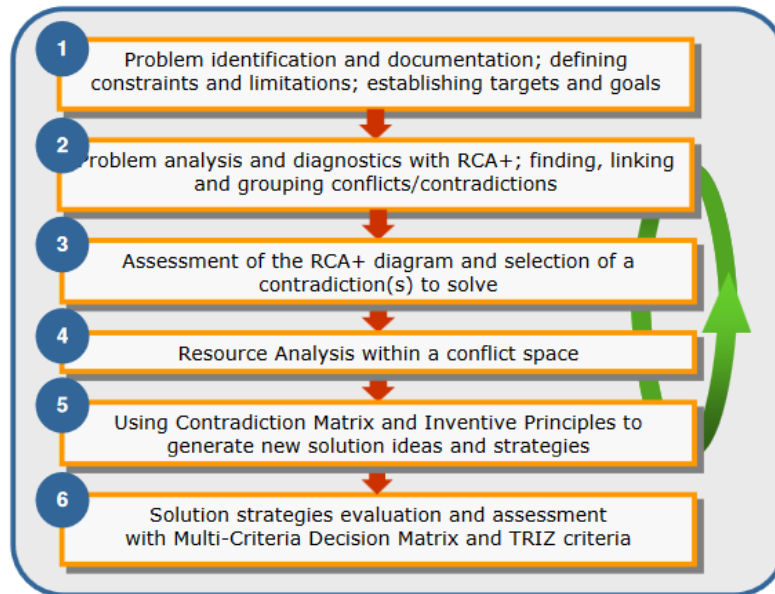 1
Problem identification and documentation; defining
constraints and limitations; establishing targets and goals
2
Problem analysis and diagnostics with RCA+; finding, linking
and grouping conflicts/contradictions
3
Assessment of the RCA+ diagram and selection of a
contradiction(s) to solve
4
Resource Analysis within a conflict space
5
Using Contradiction Matrix and Inventive Principles to
generate new solution ideas and strategies
6
Solution strategies evaluation and assessment
with Multi-Criteria Decision Matrix and TRIZ criteria